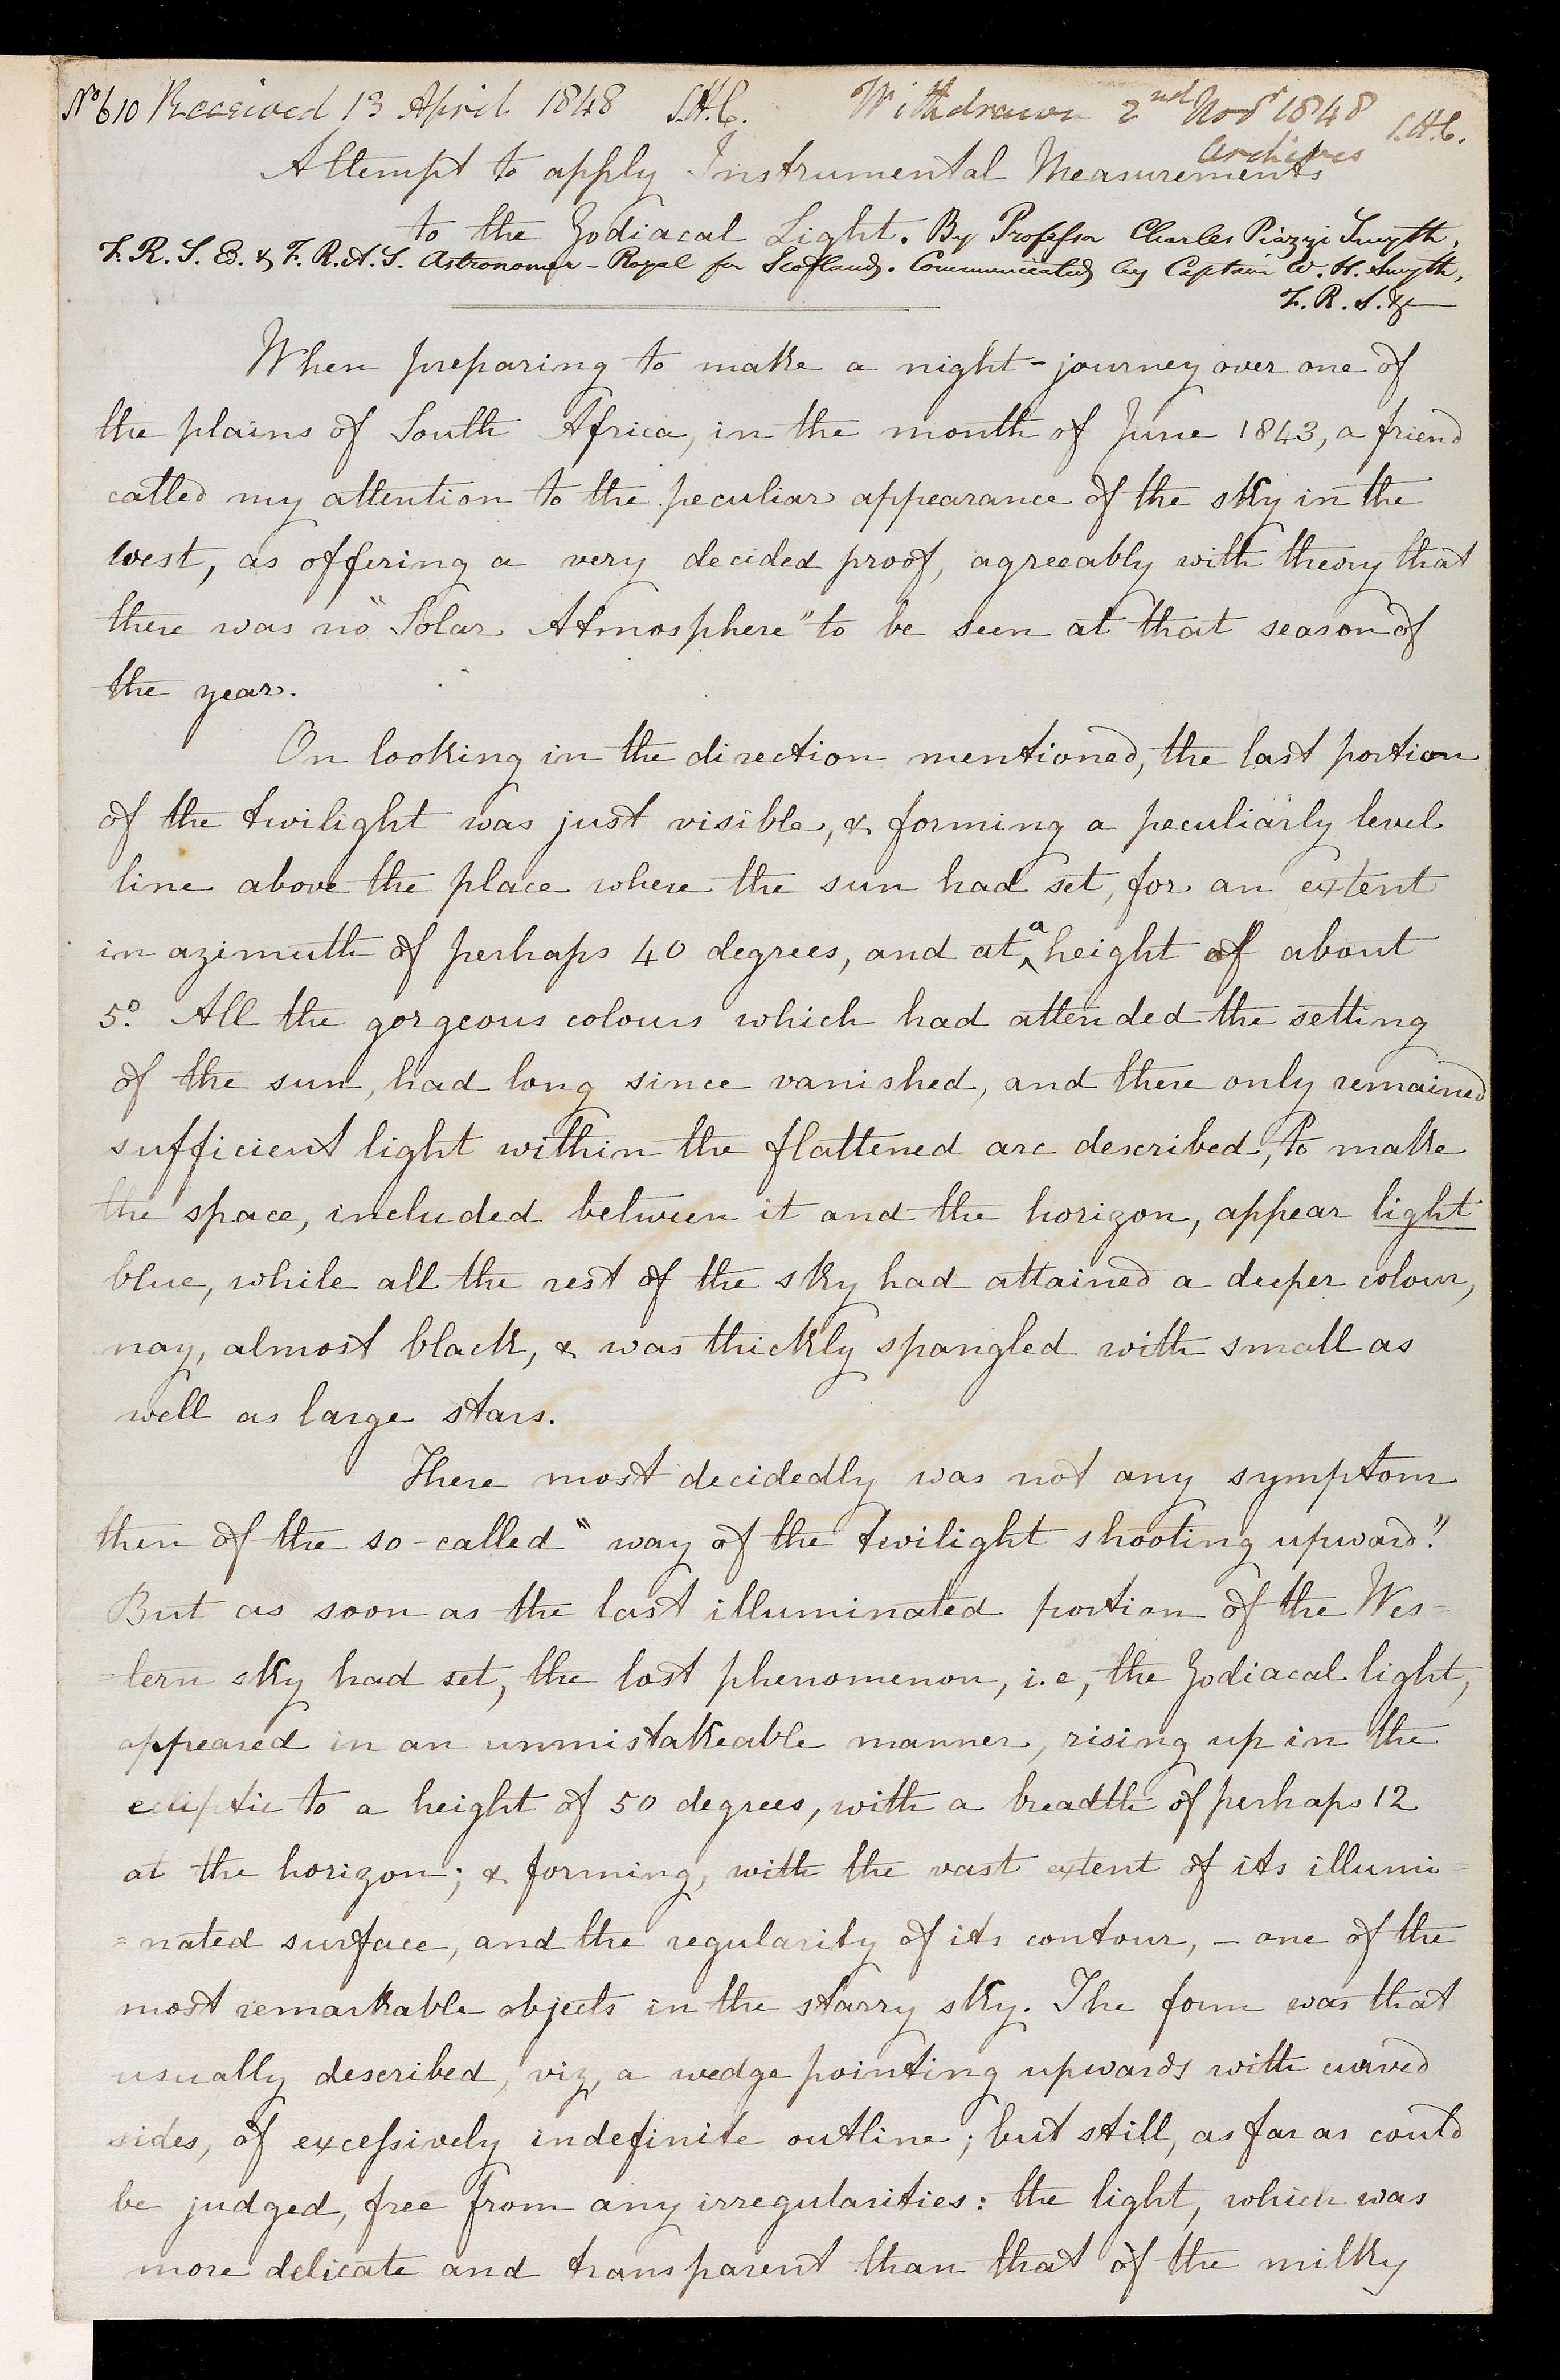 No 610 Received 13 April 1848 S.H.C. Withdrawn 2nd Novr 1848 S.H.C.
Archives
Attempt to apply Instrumental Measurements
to the Zodiacal Light. By Professor Charles Piazzi Smyth,
F.R.S. Ed. & F.R.A.S. Astronomer-Royal for Scotland. Communicated by Captain W. H. Smyth,
F.R.S. &c
When preparing to make a night-journey over one of
the plains of South Africa, in the month of June 1843, a friend
called my attention to the peculiar appearance of the sky in the
west, as offering a very decided proof, agreeably with theory that
there was no "Solar Atmosphere" to be seen at that season of
the year.
On looking in the direction mentioned, the last portion
of the twilight was just visible, & forming a peculiarly level
line above the place where the sun had set, for an extent
in azimuth of perhaps 40 degrees, and at a height of about
5°. All the gorgeous colours which had attended the setting
of the sun, had long since vanished, and there only remained
sufficient light within the flattened arc described, to make
the space, included between it and the horizon, appear light
blue, while all the rest of the sky had attained a deeper colour,
nay, almost black, & was thickly spangled with small as
well as large stars.
There most decidedly was not any symptom
then of the so-called "way of the twilight shooting upward."
But as soon as the last illuminated portion of the Wes-
=tern sky had set, the last phenomenon, i.e, the Zodiacal light,
appeared in an unmistakeable manner, rising up in the
ecliptic to a height of 50 degrees, with a breadth of perhaps 12
at the horizon; & forming, with the vast extent of its illumi=
=nated surface, and the regularity of its contour, - one of the
most remarkable objects in the starry sky. The form was that
usually described, viz, a wedge pointing upwards with curved
sides, of excessively indefinite outline; but still, as far as could
be judged, free from any irregularities: the light, which was
more delicate and transparent than that of the milky